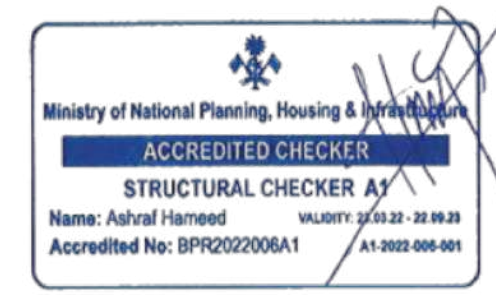 Ministry of National Planning, Housing & Infrastructure
ACCREDITED CHECKER
STRUCTURAL CHECKER A1
Name: Ashraf Hameed VALIDITY: 23.03.22 - 22.09.23
Accredited No: BPR2022006A1 A1-2022-006-001